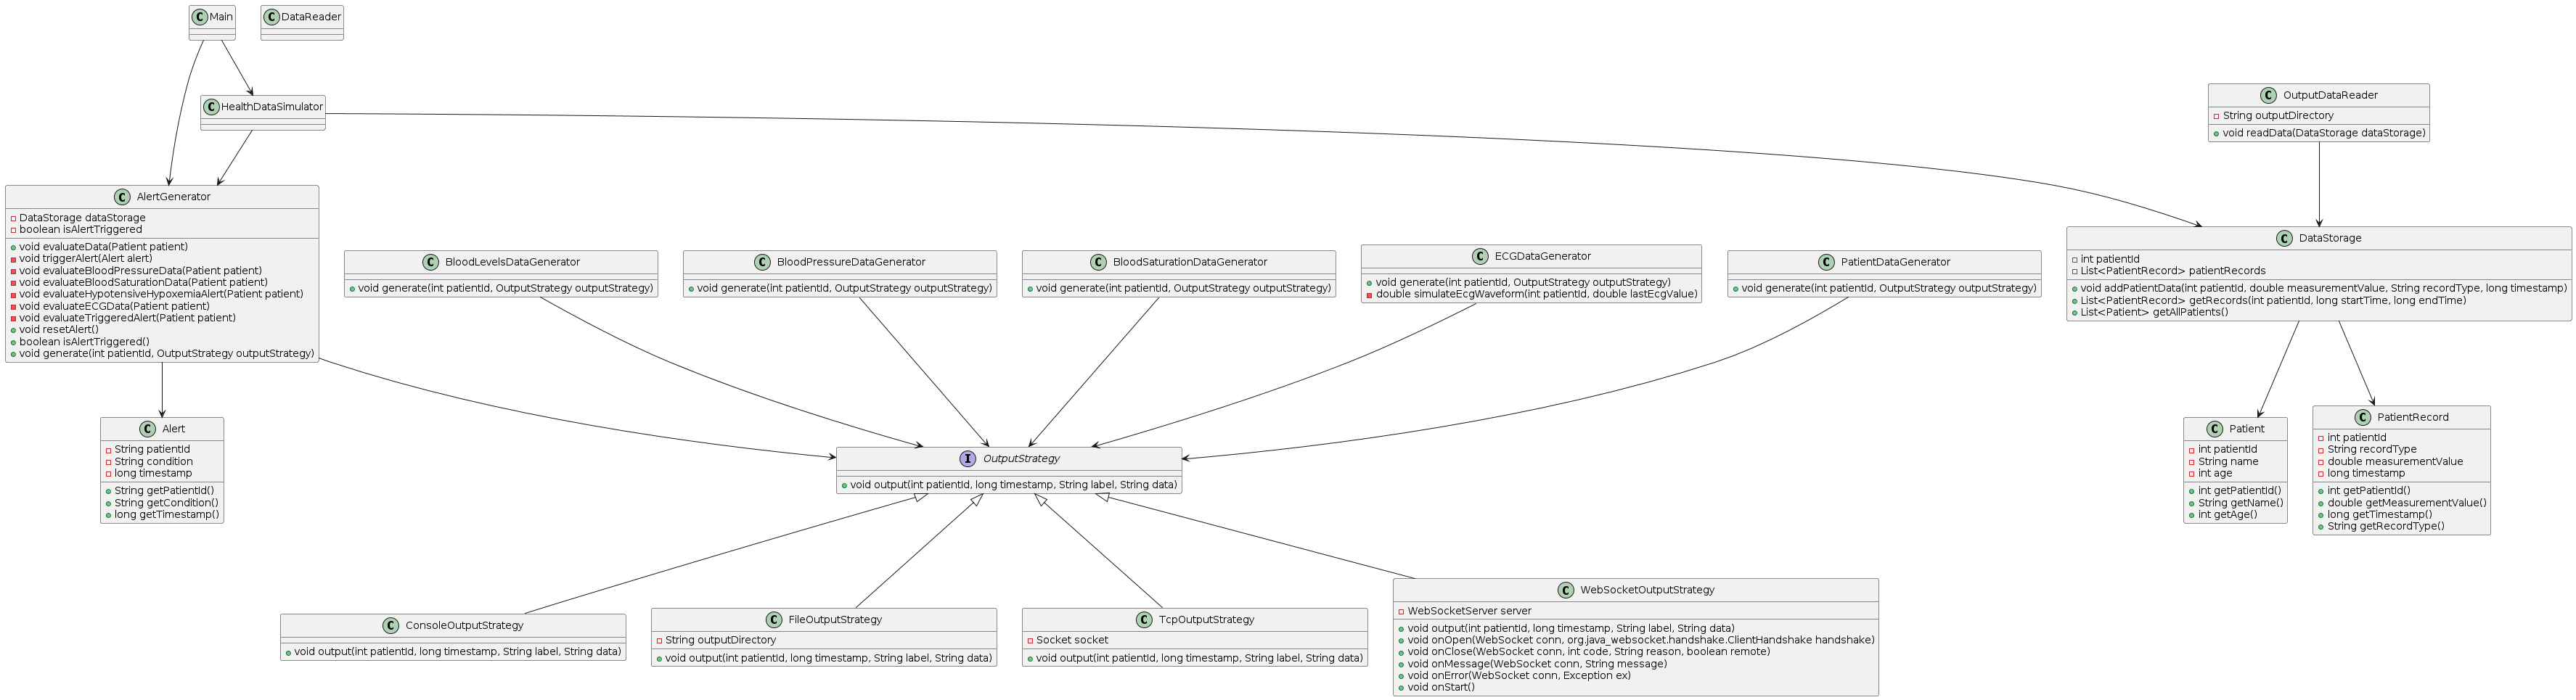 C Main
C DataReader
C HealthDataSimulator
C OutputDataReader
String outputDirectory
void readData(DataStorage dataStorage)
C AlertGenerator
DataStorage dataStorage
boolean isAlertTriggered
void evaluateData(Patient patient)
void triggerAlert(Alert alert)
void evaluateBloodPressureData(Patient patient)
void evaluateBloodSaturationData(Patient patient)
void evaluateHypotensiveHypoxemiaAlert(Patient patient)
void evaluateECGData(Patient patient)
void evaluateTriggeredAlert(Patient patient)
void resetAlert()
boolean isAlertTriggered()
void generate(int patientId, OutputStrategy outputStrategy)
C BloodLevelsDataGenerator
void generate(int patientId, OutputStrategy outputStrategy)
C BloodPressureDataGenerator
void generate(int patientId, OutputStrategy outputStrategy)
C BloodSaturationDataGenerator
void generate(int patientId, OutputStrategy outputStrategy)
C ECGDataGenerator
void generate(int patientId, OutputStrategy outputStrategy)
double simulateEcgWaveform(int patientId, double lastEcgValue)
C PatientDataGenerator
void generate(int patientId, OutputStrategy outputStrategy)
C DataStorage
int patientId
List<PatientRecord> patientRecords
void addPatientData(int patientId, double measurementValue, String recordType, long timestamp)
List<PatientRecord> getRecords(int patientId, long startTime, long endTime)
List<Patient> getAllPatients()
C Alert
String patientId
String condition
long timestamp
String getPatientId()
String getCondition()
long getTimestamp()
I OutputStrategy
void output(int patientId, long timestamp, String label, String data)
C Patient
int patientId
String name
int age
int getPatientId()
String getName()
int getAge()
C PatientRecord
int patientId
String recordType
double measurementValue
long timestamp
int getPatientId()
double getMeasurementValue()
long getTimestamp()
String getRecordType()
C ConsoleOutputStrategy
void output(int patientId, long timestamp, String label, String data)
C FileOutputStrategy
String outputDirectory
void output(int patientId, long timestamp, String label, String data)
C TcpOutputStrategy
Socket socket
void output(int patientId, long timestamp, String label, String data)
C WebSocketOutputStrategy
WebSocketServer server
void output(int patientId, long timestamp, String label, String data)
void onOpen(WebSocket conn, org.java_websocket.handshake.ClientHandshake handshake)
void onClose(WebSocket conn, int code, String reason, boolean remote)
void onMessage(WebSocket conn, String message)
void onError(WebSocket conn, Exception ex)
void onStart()